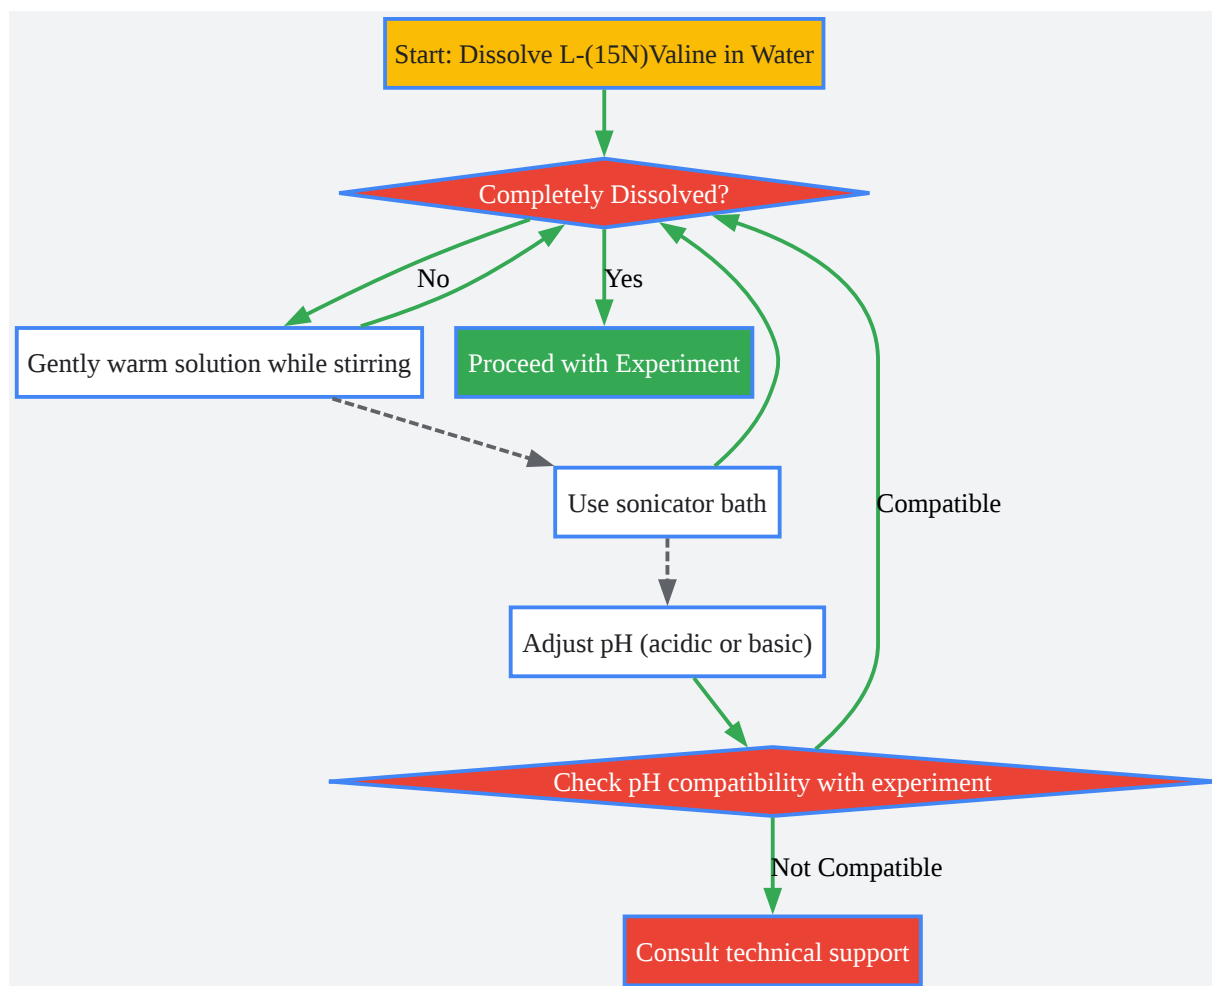 Start: Dissolve L-(15N)Valine in Water
Completely Dissolved?
No
Yes
Gently warm solution while stirring
Proceed with Experiment
Use sonicator bath
Compatible
Adjust pH (acidic or basic)
Check pH compatibility with experiment
Not Compatible
Consult technical support